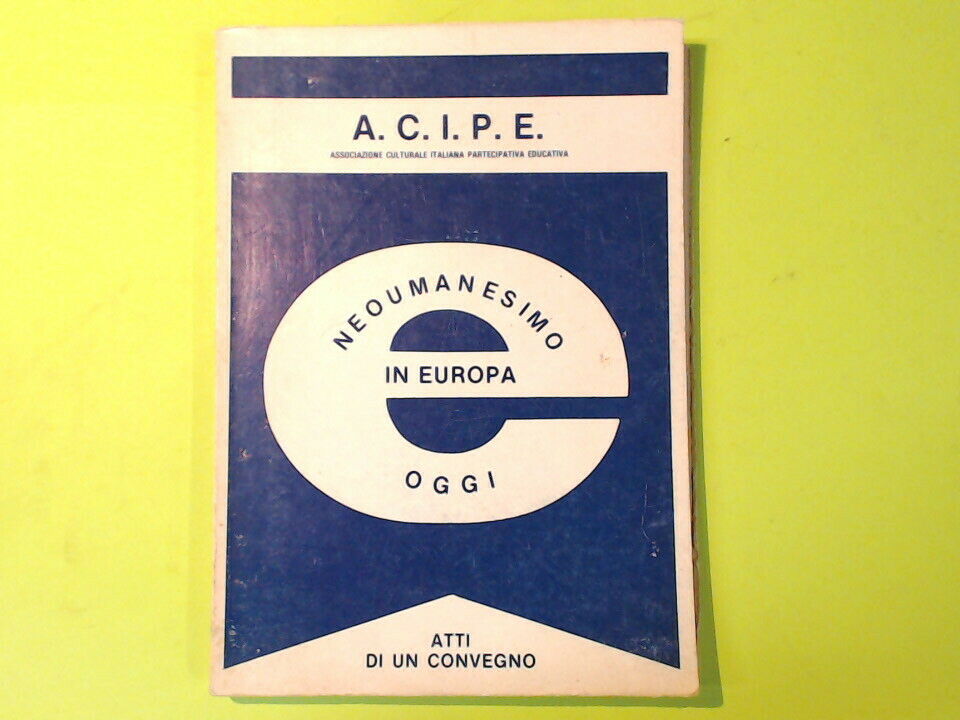 A. C. I. P. E.
ASSOCIAZIONE CULTURALE ITALIANA PARTECIPATIVA EDUCATIVA
NEOUMANESIMO
IN EUROPA
OGGI
ATTI
DI UN CONVEGNO